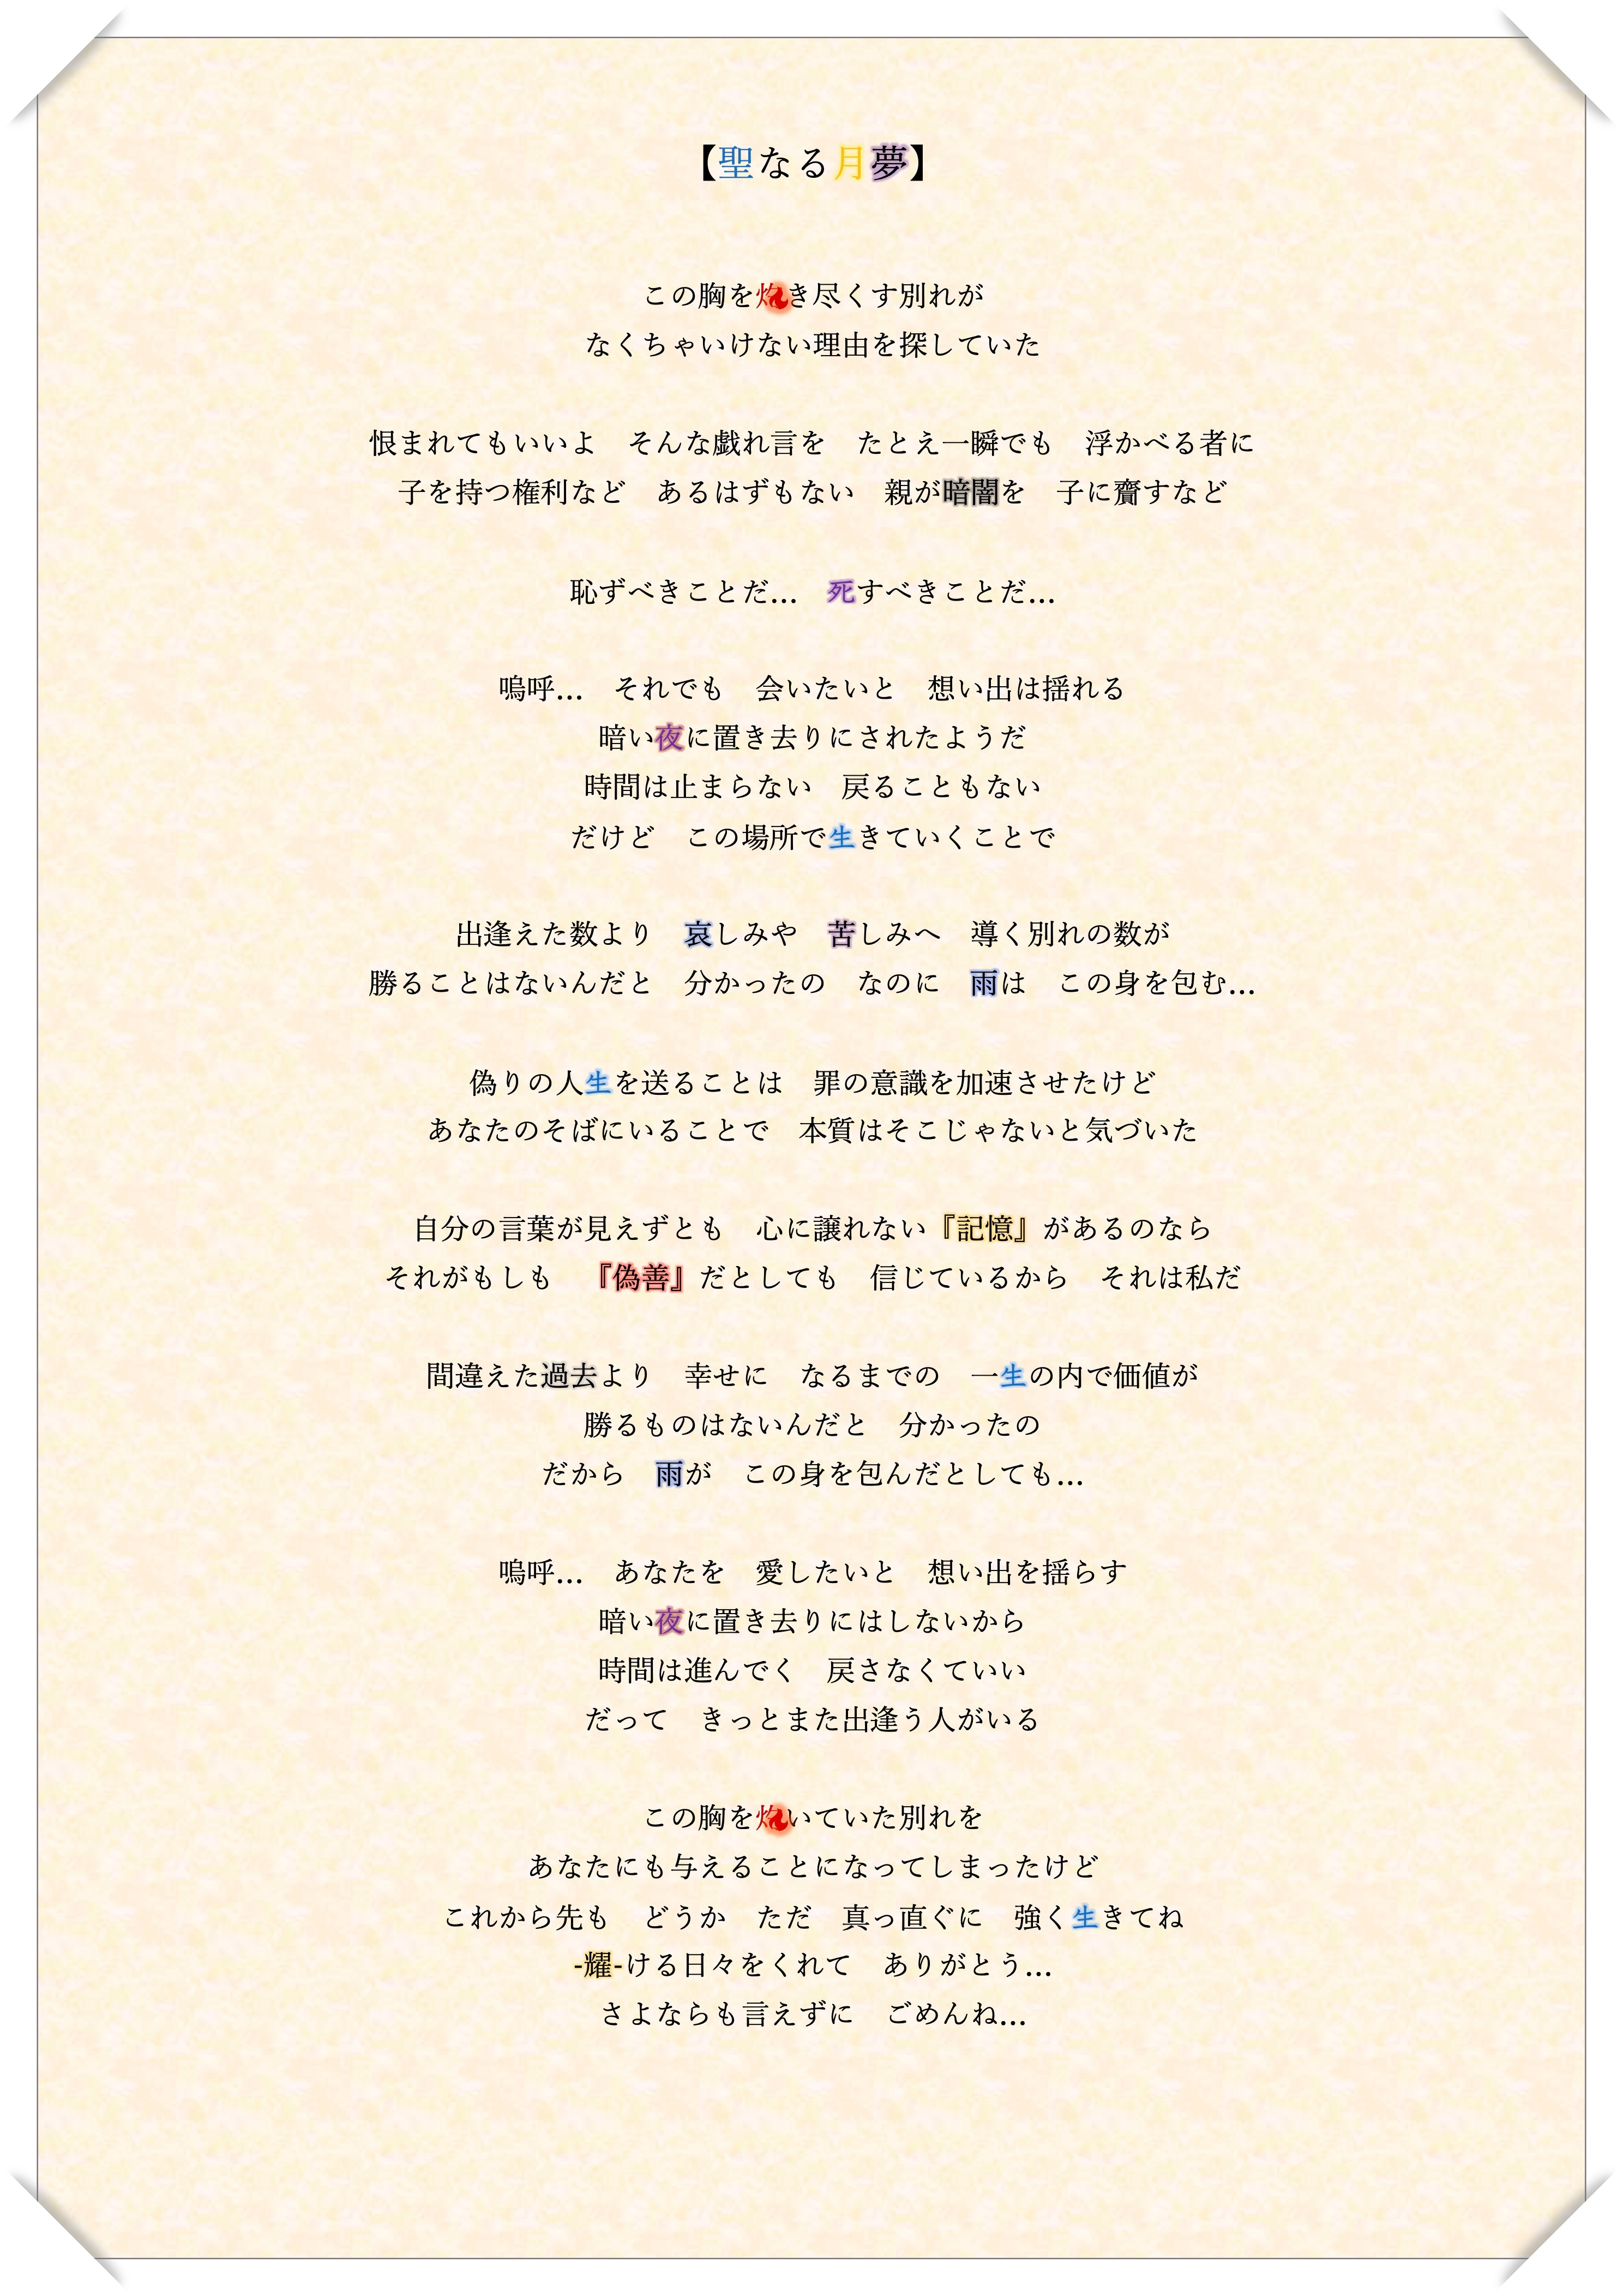 【聖なる月夢】
この胸を灼き尽くす別れが
なくちゃいけない理由を探していた
恨まれてもいいよ　そんな戯れ言を　たとえ一瞬でも　浮かべる者に
子を持つ権利など　あるはずもない　親が暗闇を　子に齎すなど
恥ずべきことだ…　死すべきことだ…
嗚呼…　それでも　会いたいと　想い出は揺れる
暗い夜に置き去りにされたようだ
時間は止まらない　戻ることもない
だけど　この場所で生きていくことで
出逢えた数より　哀しみや　苦しみへ　導く別れの数が
勝ることはないんだと　分かったの　なのに　雨は　この身を包む…
偽りの人生を送ることは　罪の意識を加速させたけど
あなたのそばにいることで　本質はそこじゃないと気づいた
自分の言葉が見えずとも　心に譲れない『記憶』があるのなら
それがもしも　『偽善』だとしても　信じているから　それは私だ
間違えた過去より　幸せに　なるまでの　一生の内で価値が
勝るものはないんだと　分かったの
だから　雨が　この身を包んだとしても…
嗚呼…　あなたを　愛したいと　想い出を揺らす
暗い夜に置き去りにはしないから
時間は進んでく　戻さなくていい
だって　きっとまた出逢う人がいる
この胸を灼いていた別れを
あなたにも与えることになってしまったけど
これから先も　どうか　ただ　真っ直ぐに　強く生きてね
-耀-ける日々をくれて　ありがとう…
さよならも言えずに　ごめんね…